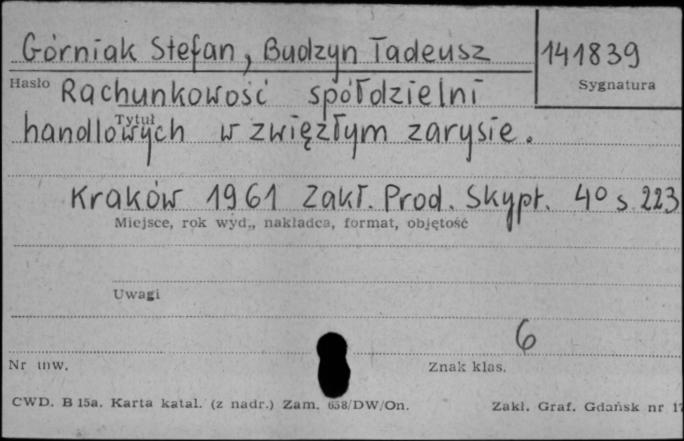 Górniak Stefan, Budzyn Tadeusz 141839
Hasło Sygnatura
Rachunkowość spółdzielni
Tytuł
handlowych w zwięzłym zarysie.
Kraków 1961 Zakł. Prod. Skypt. 4° s. 223
Miejsce, rok wyd., nakładca, format, objętość
Uwagi
6
Nr inw. Znak klas.
CWD. B 15a. Karta katal. (z nadr.) Zam. 658/DW/On. Zakł. Graf. Gdańsk nr